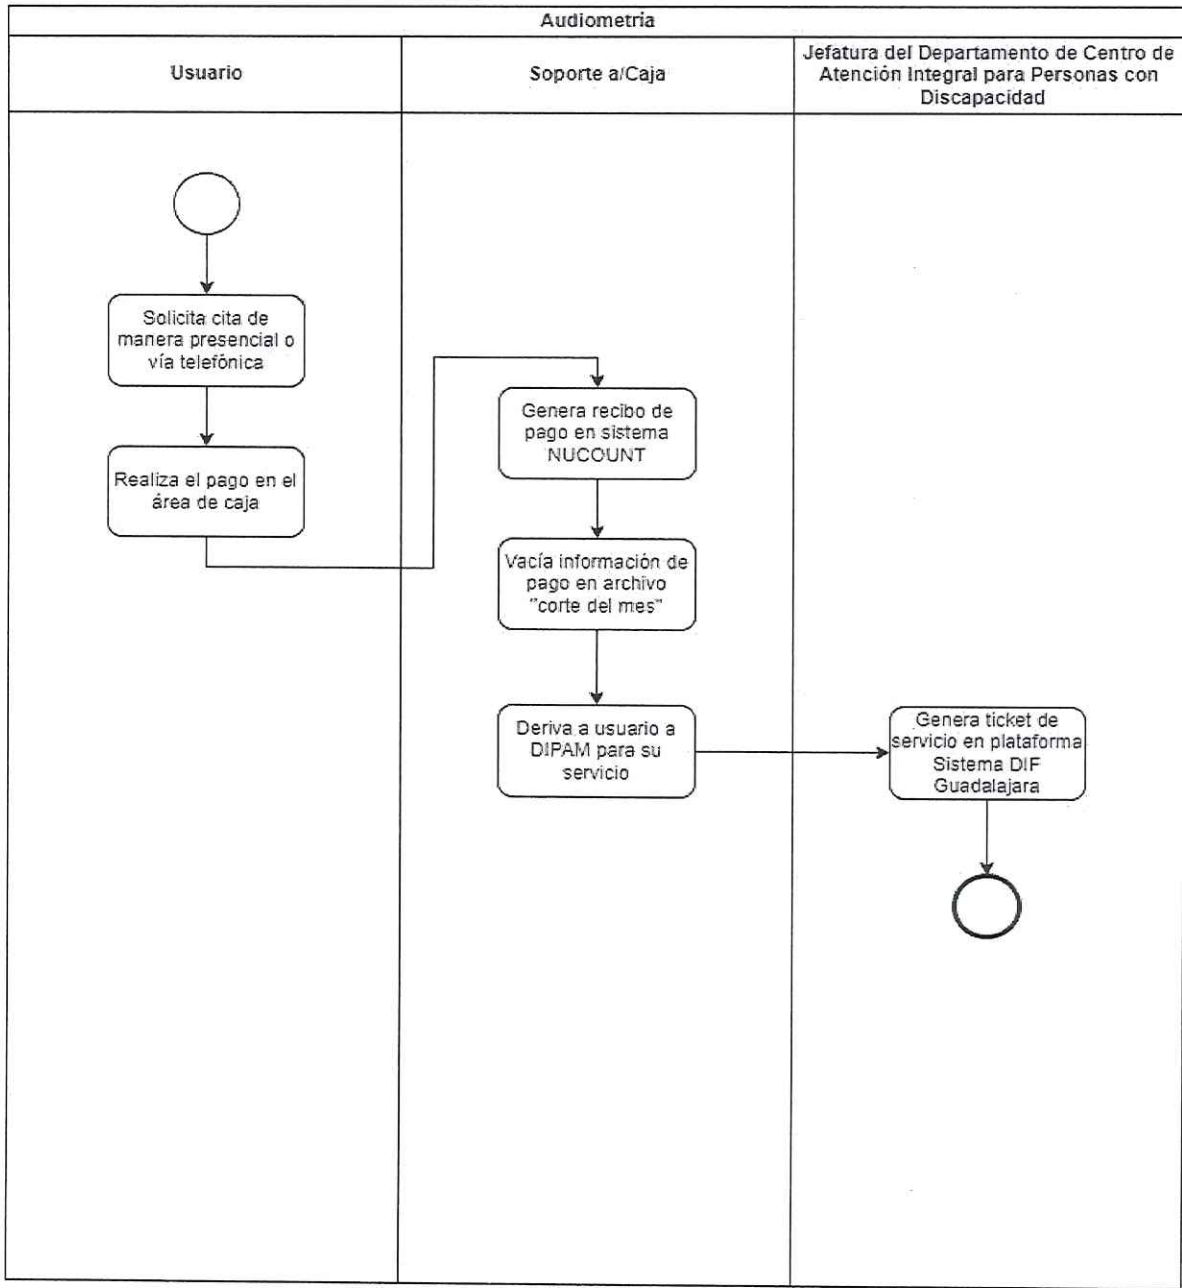 Audiometría
Usuario
Soporte a/Caja
Jefatura del Departamento de Centro de
Atención Integral para Personas con
Discapacidad
Solicita cita de
manera presencial o
vía telefónica
Realiza el pago en el
área de caja
Genera recibo de
pago en sistema
NUCOUNT
Vacía información de
pago en archivo
"corte del mes"
Deriva a usuario a
DIPAM para su
servicio
Genera ticket de
servicio en plataforma
Sistema DIF
Guadalajara